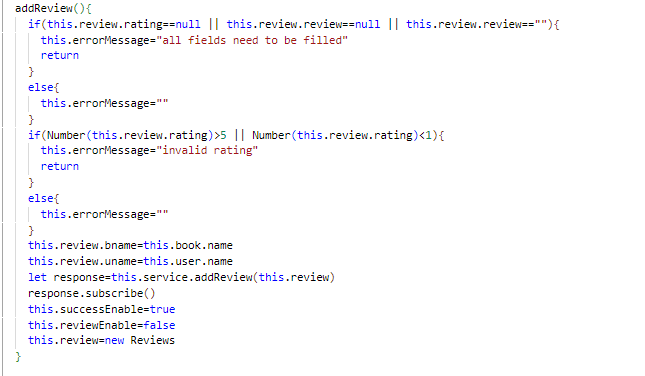 addReview(){
if(this.review.rating==null || this.review.review==null || this.review.review==""){
this.errorMessage="all fields need to be filled"
return
}
else{
this.errorMessage=""
}
if(Number(this.review.rating)>5 || Number(this.review.rating)<1){
this.errorMessage="invalid rating"
return
}
else{
this.errorMessage=""
}
this.review.bname=this.book.name
this.review.uname=this.user.name
let response=this.service.addReview(this.review)
response.subscribe()
this.successEnable=true
this.reviewEnable=false
this.review=new Reviews
}